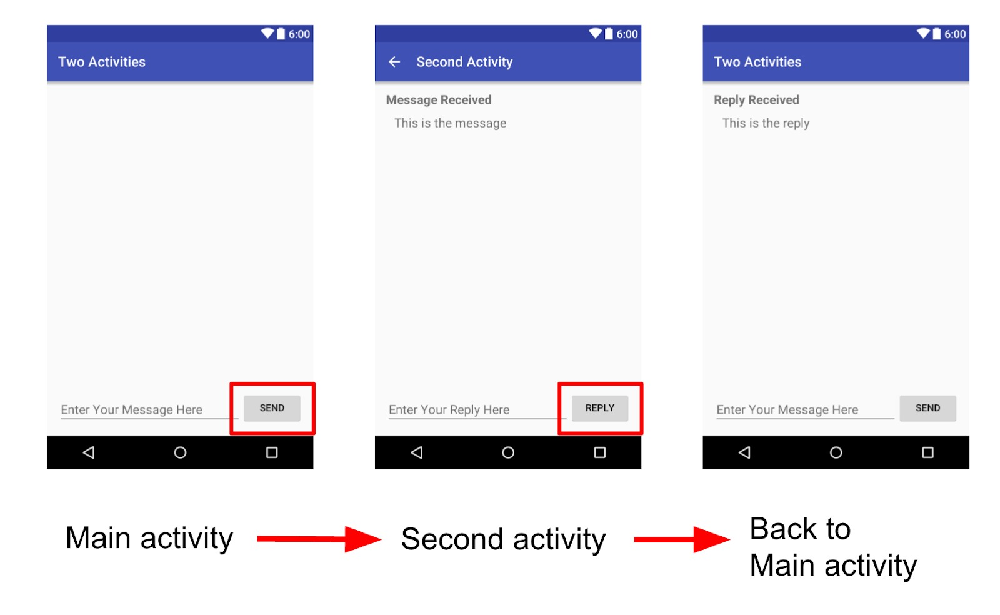 6:00
Two Activities
Enter Your Message Here
SEND
6:00
Second Activity
Message Received
This is the message
Enter Your Reply Here
REPLY
6:00
Two Activities
Reply Received
This is the reply
Enter Your Message Here
SEND
Main activity
Second activity
Back to
Main activity